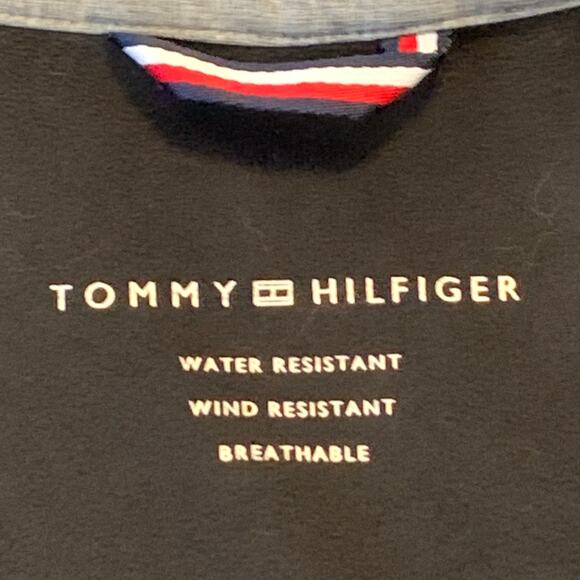 TOMMY HILFIGER
WATER RESISTANT
WIND RESISTANT
BREATHABLE